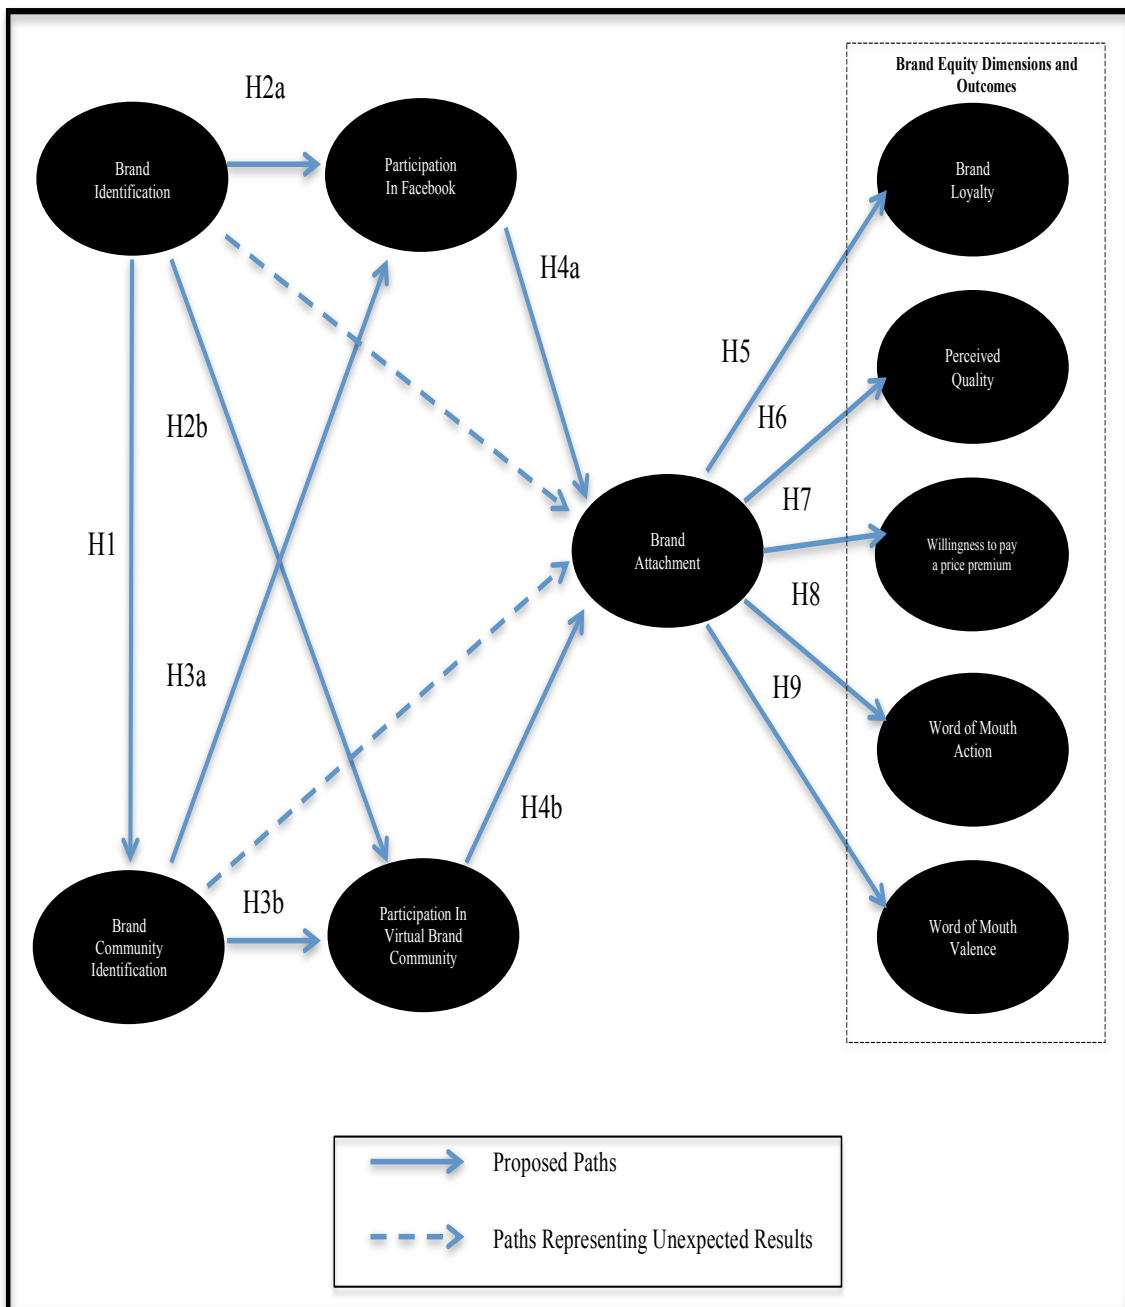 Brand Equity Dimensions and
Outcomes
H2a
Brand
Identification
Participation
In Facebook
Brand
Loyalty
H4a
H5
Perceived
Quality
H2b
H6
H7
H1
Brand
Attachment
Willingness to pay
a price premium
H8
H3a
H9
Word of Mouth
Action
H4b
H3b
Brand
Community
Identification
Participation In
Virtual Brand
Community
Word of Mouth
Valence
Proposed Paths
Paths Representing Unexpected Results